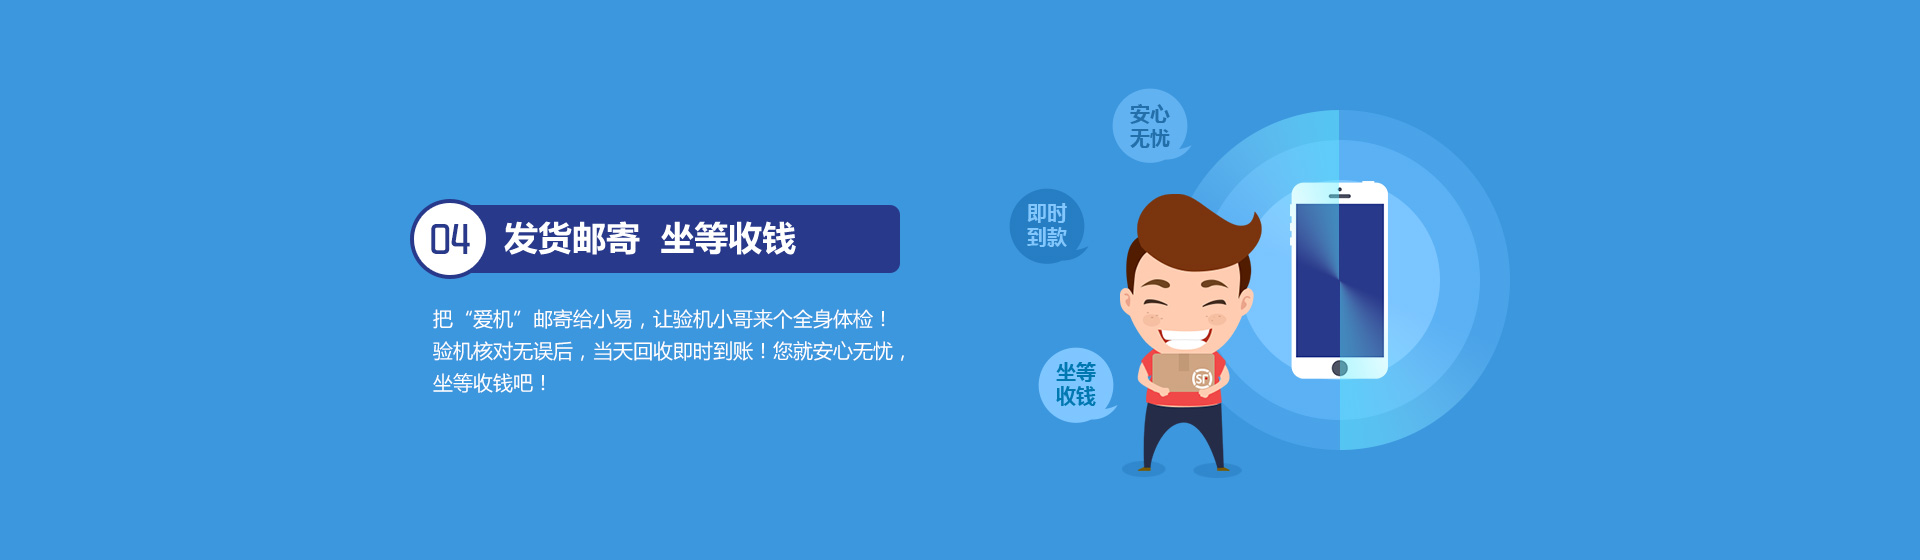 04 发货邮寄 坐等收钱
把“爱机”邮寄给小易，让验机小哥来个全身体检！
验机核对无误后，当天回收即时到账！您就安心无忧，
坐等收钱吧！
安心
无忧
即时
到款
坐等
收钱
SF